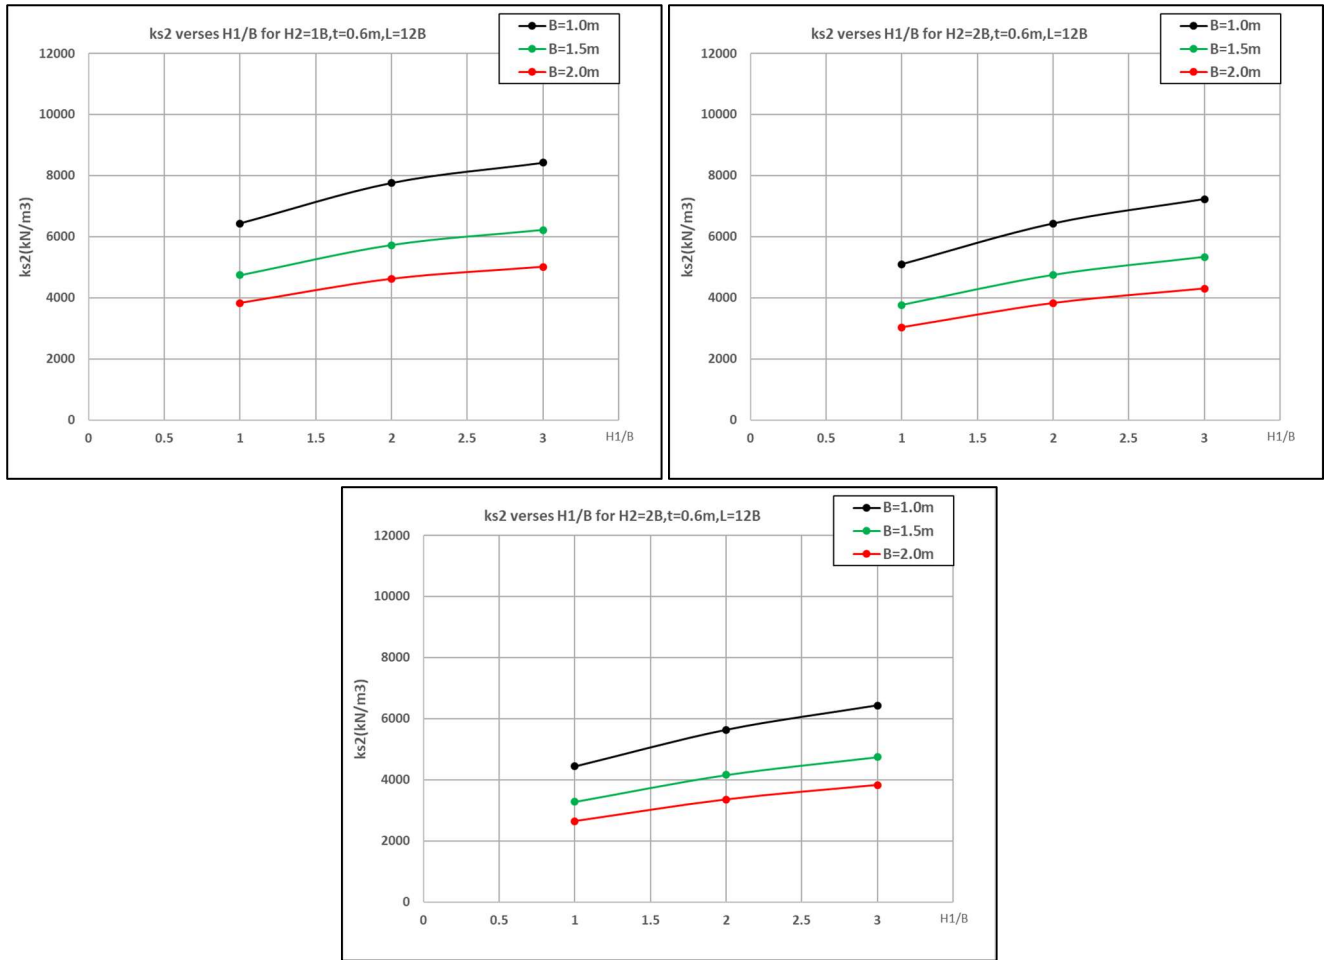 ks2 verses H1/B for H2=1B,t=0.6m,L=12B
B=1.0m
B=1.5m
B=2.0m
12000
10000
8000
6000
4000
2000
0
ks2(kN/m3)
0 0.5 1 1.5 2 2.5 3 H1/B
ks2 verses H1/B for H2=2B,t=0.6m,L=12B
B=1.0m
B=1.5m
B=2.0m
12000
10000
8000
6000
4000
2000
0
ks2(kN/m3)
0 0.5 1 1.5 2 2.5 3 H1/B
ks2 verses H1/B for H2=2B,t=0.6m,L=12B
B=1.0m
B=1.5m
B=2.0m
12000
10000
8000
6000
4000
2000
0
ks2(kN/m3)
0 0.5 1 1.5 2 2.5 3 H1/B